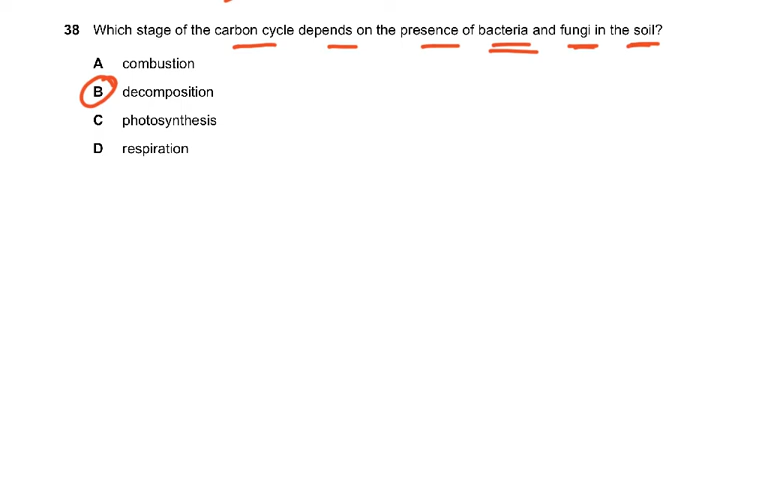 38 Which stage of the carbon cycle depends on the presence of bacteria and fungi in the soil?
A combustion
B decomposition
C photosynthesis
D respiration